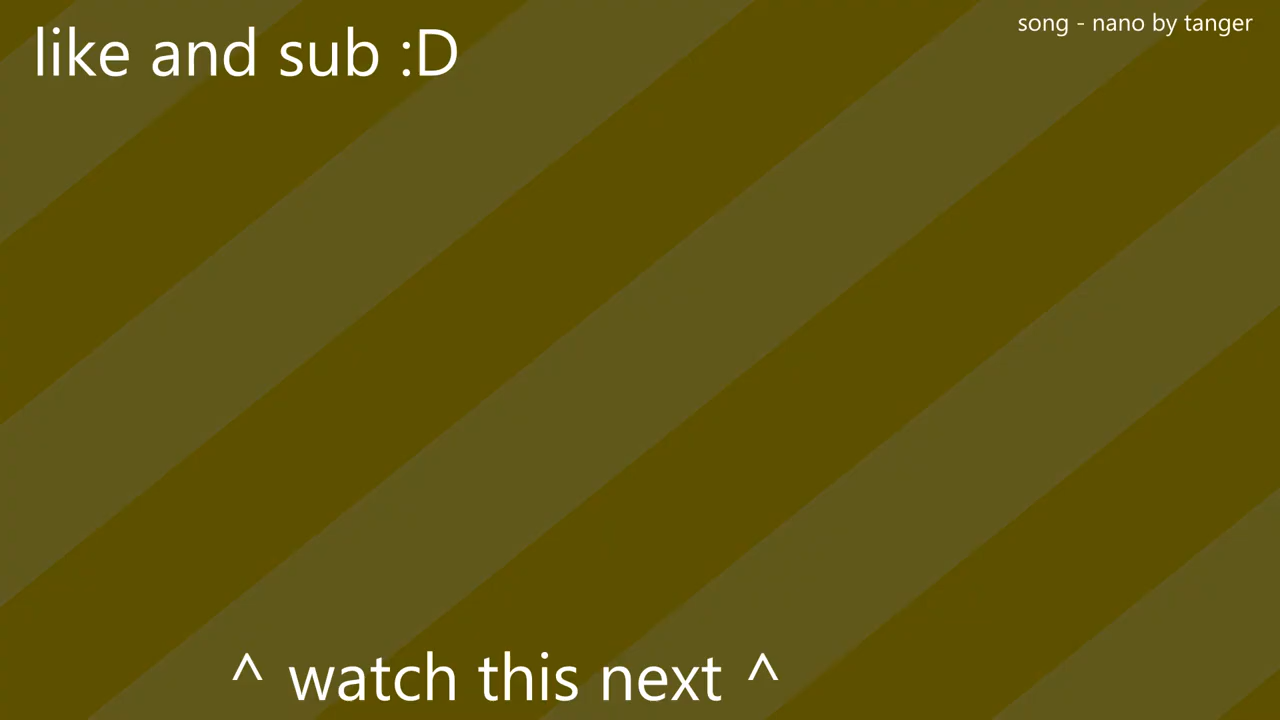 like and sub :D
song - nano by tanger
^ watch this next ^